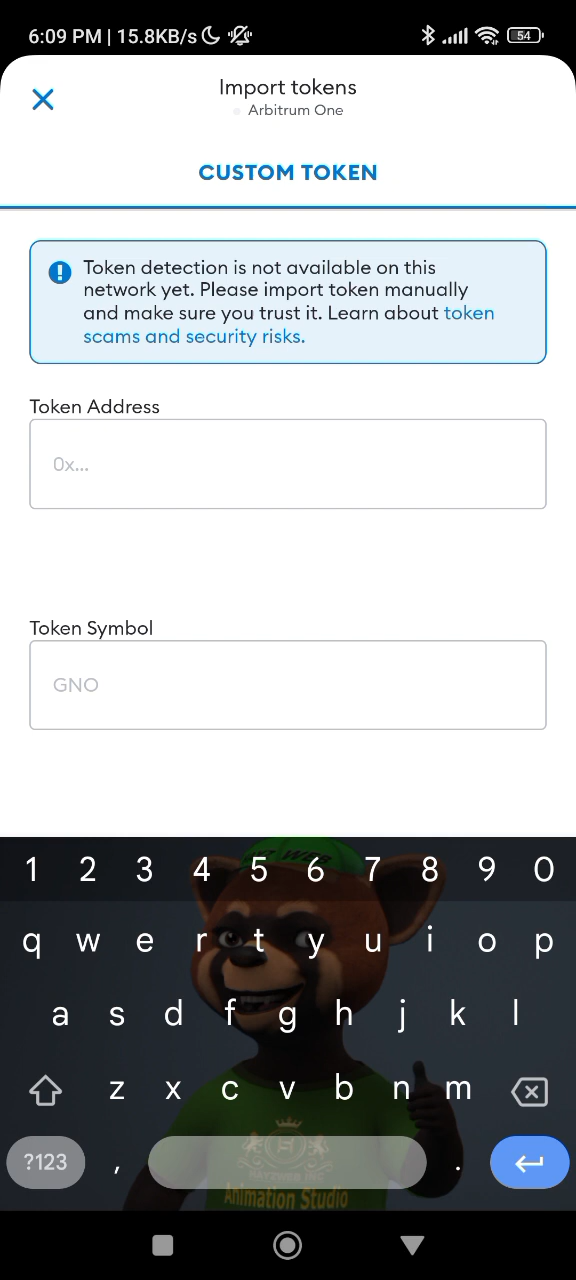 6:09 PM | 15.8KB/s
54
Import tokens
Arbitrum One
CUSTOM TOKEN
Token detection is not available on this
network yet. Please import token manually
and make sure you trust it. Learn about token
scams and security risks.
Token Address
0x...
Token Symbol
GNO
1 2 3 4 5 6 7 8 9 0
q w e r t y u i o p
a s d f g h j k l
z x c v b n m
?123 , .
Animation Studio